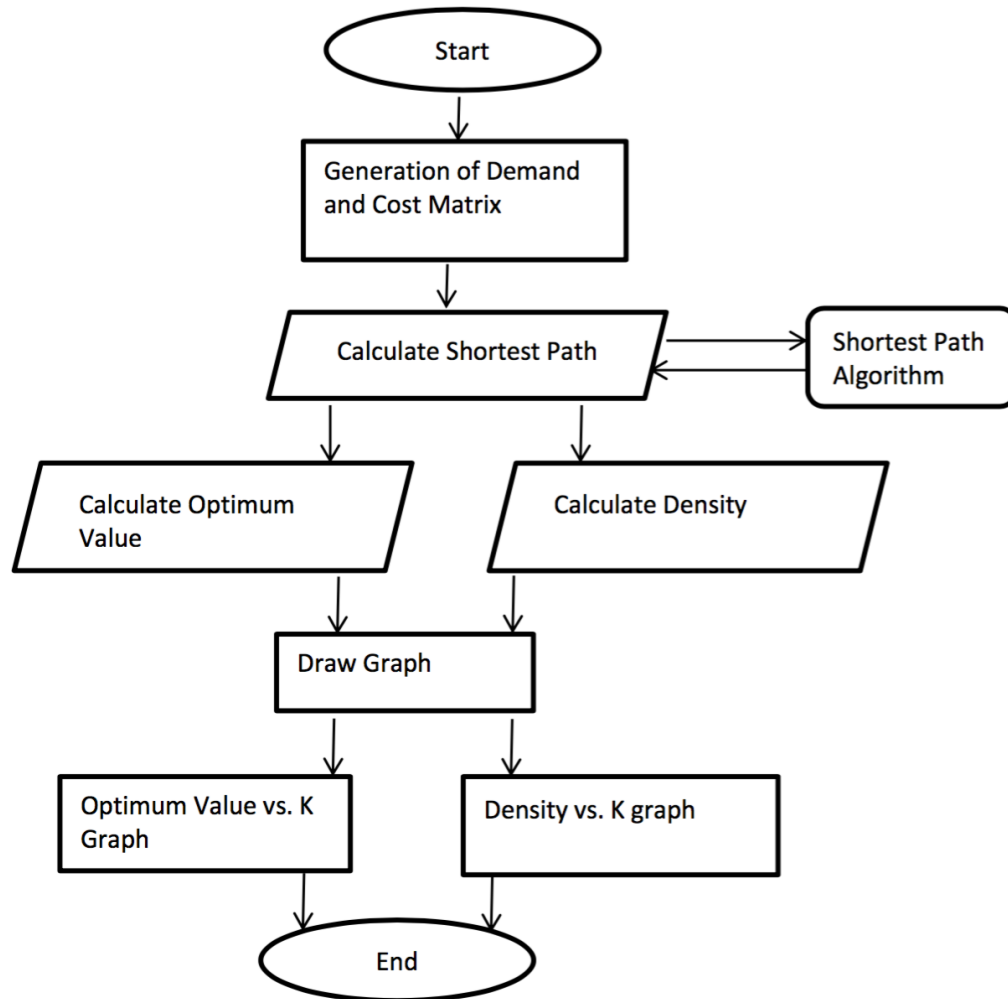 Start
Generation of Demand
and Cost Matrix
Calculate Shortest Path
Shortest Path
Algorithm
Calculate Optimum
Value
Calculate Density
Draw Graph
Optimum Value vs. K
Graph
Density vs. K graph
End